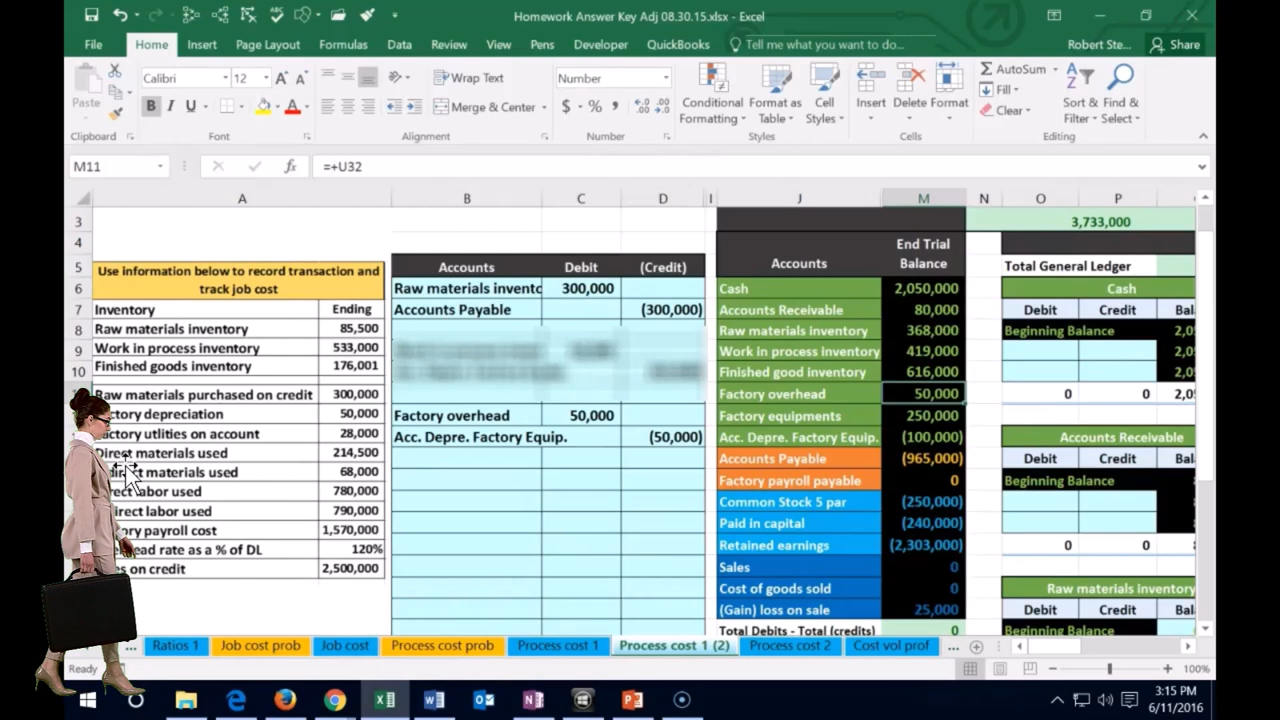 Homework Answer Key Adj 08.30.15.xlsx - Excel
File Home Insert Page Layout Formulas Data Review View Pens Developer QuickBooks Tell me what you want to do... Robert Ste... Share
Paste Calibri 12 Wrap Text Number Conditional Formatting Format as Table Cell Styles Insert Delete Format AutoSum Sort & Filter Find & Select
B I U Merge & Center $ % Fill
Clear
Clipboard Font Alignment Number Styles Cells Editing
M11 fx =+U32
A B C D I J M N O P
3 3,733,000
4 End Trial
5 Use information below to record transaction and Accounts Debit (Credit) Accounts Balance Total General Ledger
6 track job cost Raw materials invento 300,000 Cash 2,050,000 Cash
7 Inventory Ending Accounts Payable (300,000) Accounts Receivable 80,000 Debit Credit Bal
8 Raw materials inventory 85,500 Raw materials inventory 368,000 Beginning Balance 2,0
9 Work in process inventory 533,000 Work in process inventory 419,000 2,0
10 Finished goods inventory 176,001 Finished good inventory 616,000 2,0
Raw materials purchased on credit 300,000 Factory overhead 50,000 0 0 2,0
actory depreciation 50,000 Factory overhead 50,000 Factory equipments 250,000
actory utlities on account 28,000 Acc. Depre. Factory Equip. (50,000) Acc. Depre. Factory Equip. (100,000) Accounts Receivable
Direct materials used 214,500 Accounts Payable (965,000) Debit Credit Bal
direct materials used 68,000 Factory payroll payable 0 Beginning Balance
rect labor used 780,000 Common Stock 5 par (250,000)
direct labor used 790,000 Paid in capital (240,000)
ory payroll cost 1,570,000 Retained earnings (2,303,000) 0 0
ead rate as a % of DL 120% Sales 0
es on credit 2,500,000 Cost of goods sold 0 Raw materials inventory
(Gain) loss on sale 25,000 Debit Credit Bal
Total Debits - Total (credits) 0 Beginning Balance
... Ratios 1 Job cost prob Job cost Process cost prob Process cost 1 Process cost 1 (2) Process cost 2 Cost vol prof ...
Ready 100%
3:15 PM
6/11/2016